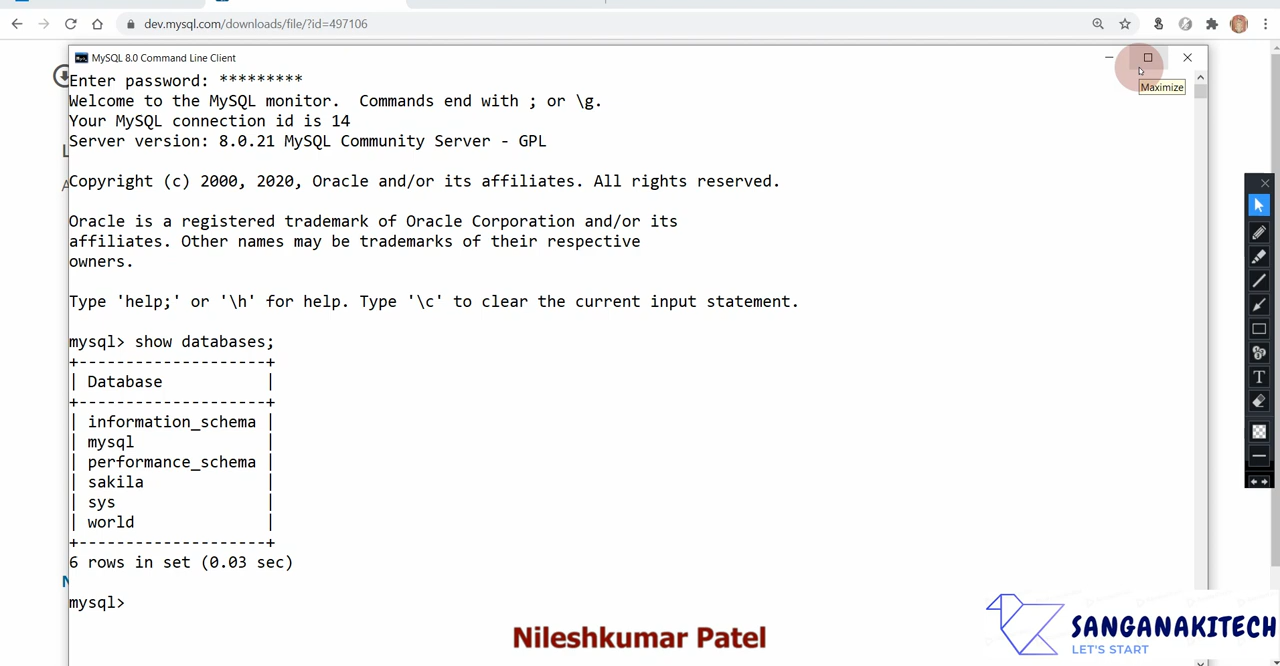 dev.mysql.com/downloads/file/?id=497106
MySQL 8.0 Command Line Client
Maximize
Enter password: *********
Welcome to the MySQL monitor.  Commands end with ; or \g.
Your MySQL connection id is 14
Server version: 8.0.21 MySQL Community Server - GPL
Copyright (c) 2000, 2020, Oracle and/or its affiliates. All rights reserved.
Oracle is a registered trademark of Oracle Corporation and/or its
affiliates. Other names may be trademarks of their respective
owners.
Type 'help;' or '\h' for help. Type '\c' to clear the current input statement.
mysql> show databases;
+--------------------+
| Database           |
+--------------------+
| information_schema |
| mysql              |
| performance_schema |
| sakila             |
| sys                |
| world              |
+--------------------+
6 rows in set (0.03 sec)
mysql>
Nileshkumar Patel
SANGANAKITECH
LET'S START